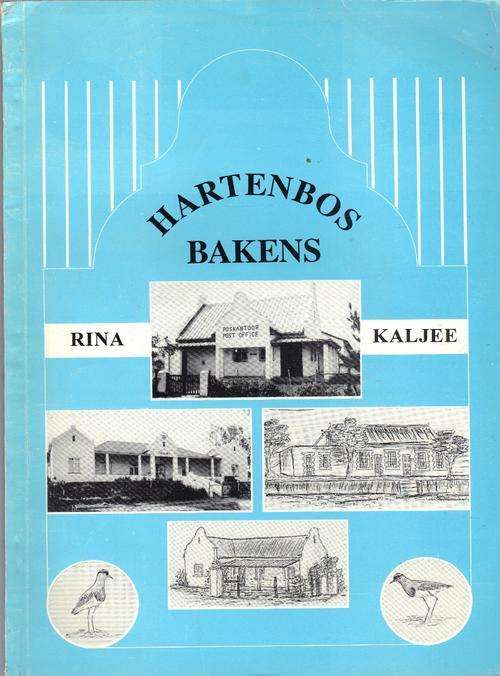 HARTENBOS
BAKENS
RINA
KALJEE
POSKANTOOR
POST OFFICE